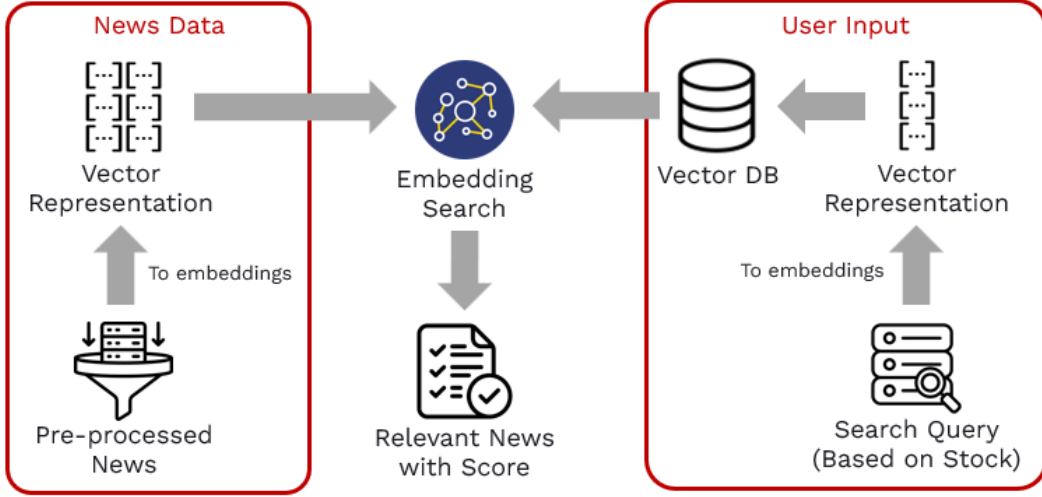 News Data
User Input
[...][...]
[...][...]
[...][...]
[...]
[...]
[...]
Vector
Representation
Embedding
Search
Vector DB
Vector
Representation
To embeddings
To embeddings
Pre-processed
News
Relevant News
with Score
Search Query
(Based on Stock)